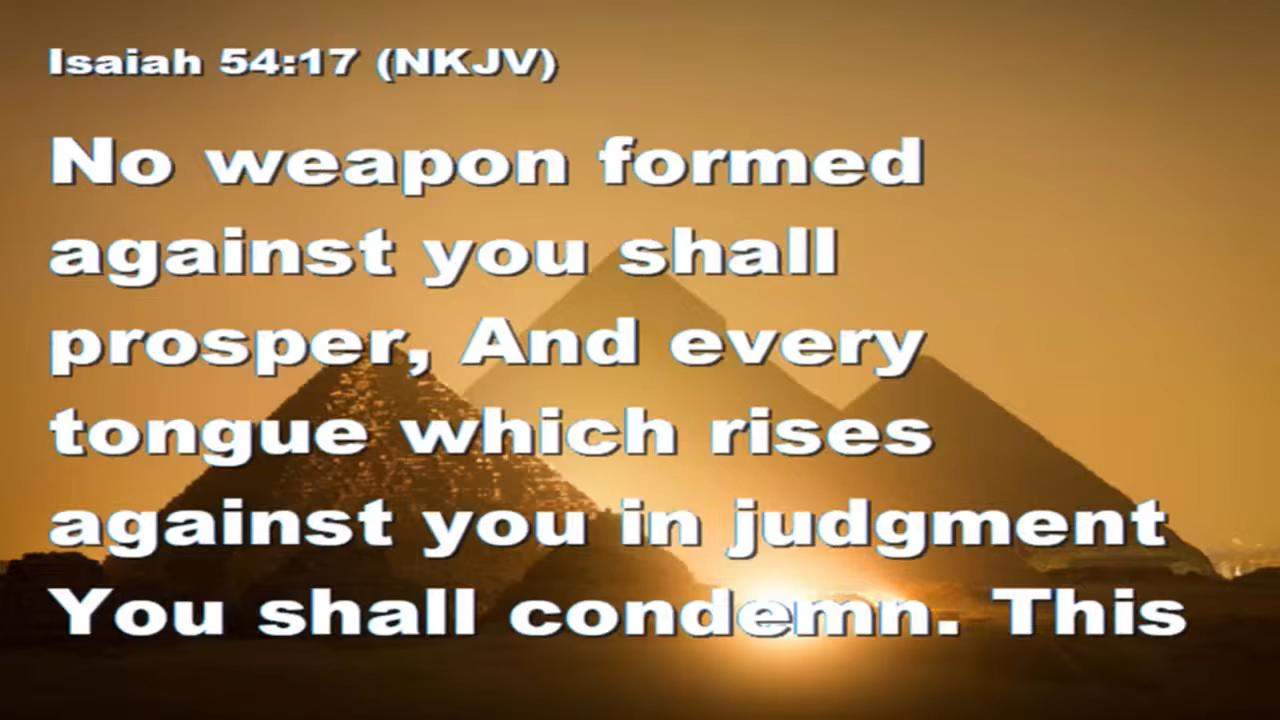 Isaiah 54:17 (NKJV)
No weapon formed
against you shall
prosper, And every
tongue which rises
against you in judgment
You shall condemn. This